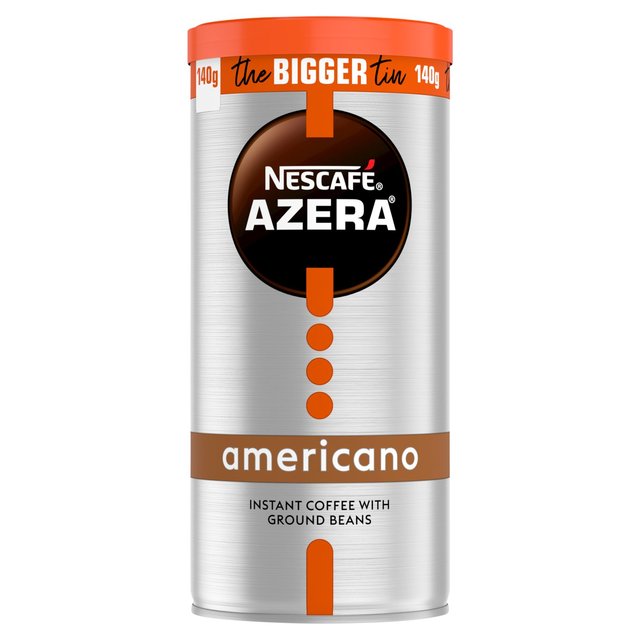 140g the BIGGER tin 140g
NESCAFÉ®
AZERA®
americano
INSTANT COFFEE WITH
GROUND BEANS